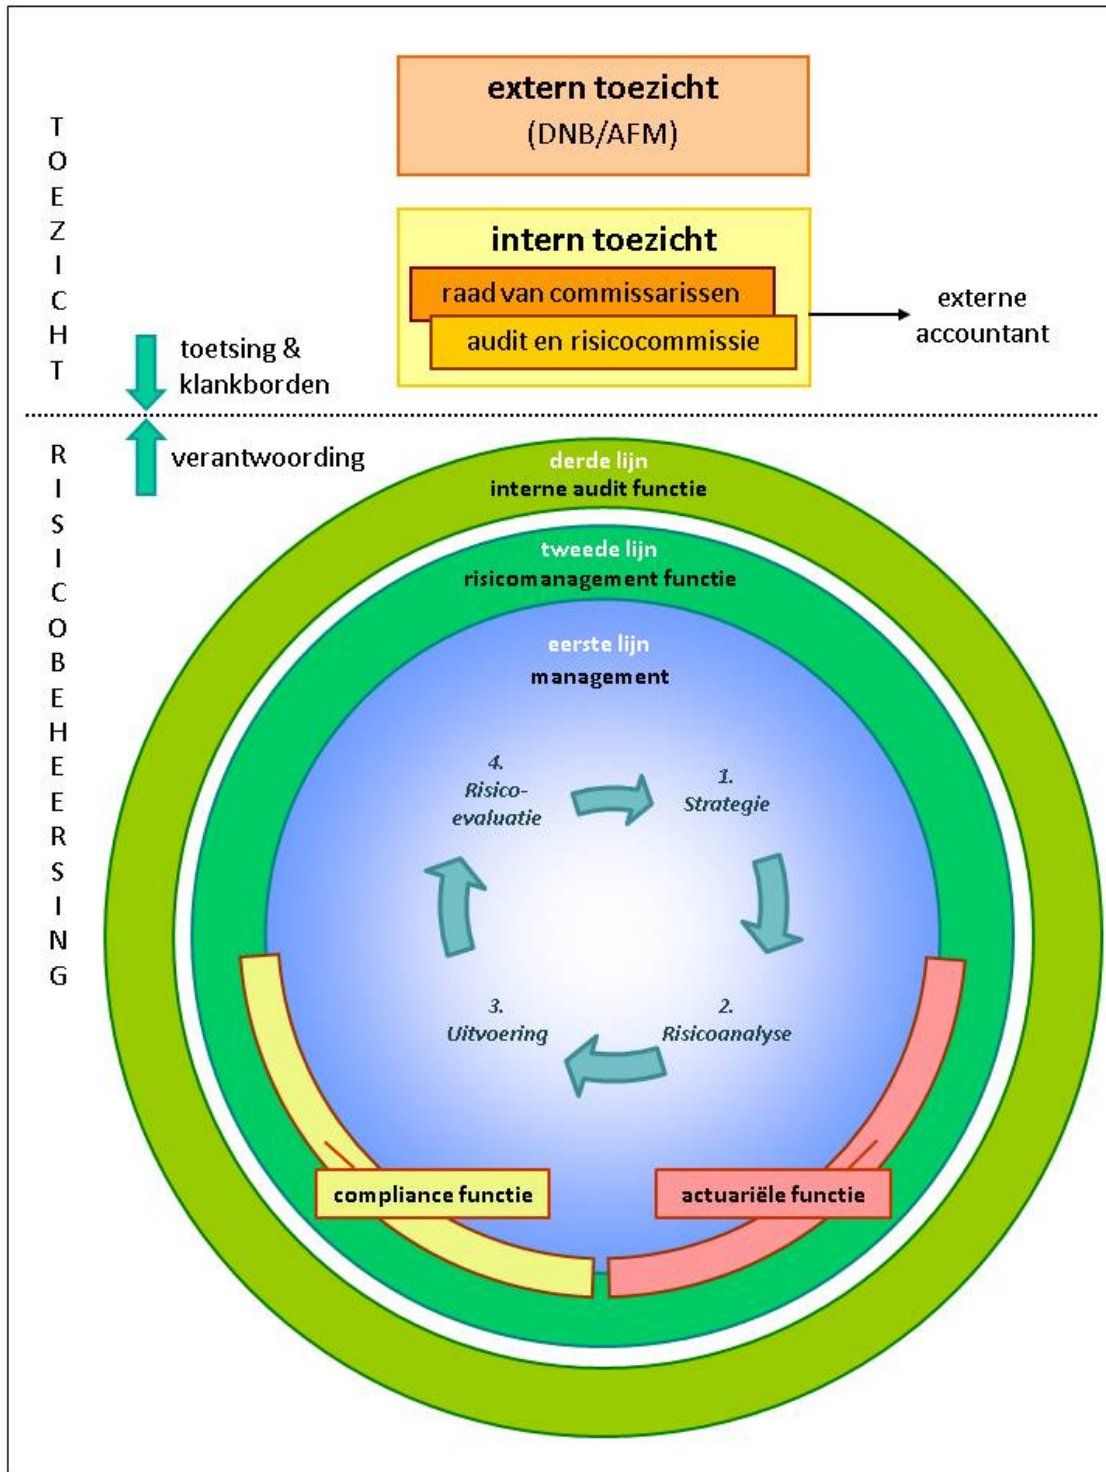 TOEZICHT
extern toezicht
(DNB/AFM)
intern toezicht
raad van commissarissen
audit en risicocommissie
externe
accountant
toetsing &
klankborden
RISICOBEHEERSING
verantwoording
derde lijn
interne audit functie
tweede lijn
risicomanagement functie
eerste lijn
management
1.
Strategie
2.
Risicoanalyse
3.
Uitvoering
4.
Risico-
evaluatie
compliance functie
actuariële functie